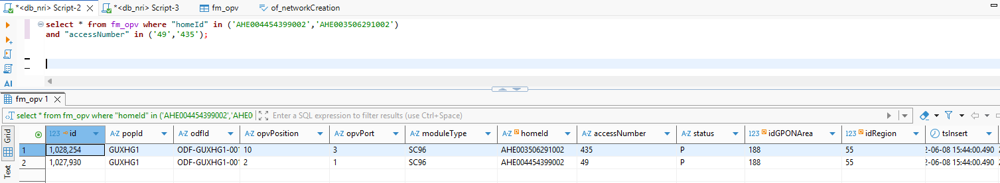 *<db_nri> Script-2
*<db_nri> Script-3
fm_opv
of_networkCreation
select * from fm_opv where "homeId" in ('AHE004454399002','AHE003506291002')
and "accessNumber" in ('49','435');
AI
fm_opv 1
select * from fm_opv where "homeId" in ('AHE004454399002','AHE0
Enter a SQL expression to filter results (use Ctrl+Space)
Grid
Text
123 id A-Z popId A-Z odfId A-Z opvPosition A-Z opvPort A-Z moduleType A-Z homeId A-Z accessNumber A-Z status 123 idGPONArea 123 idRegion tsInsert
1 1,028,254 GUXHG1 ODF-GUXHG1-001 10 3 SC96 AHE003506291002 435 P 188 55 2-06-08 15:44:00.490
2 1,027,930 GUXHG1 ODF-GUXHG1-001 2 1 SC96 AHE004454399002 49 P 188 55 2-06-08 15:44:00.490